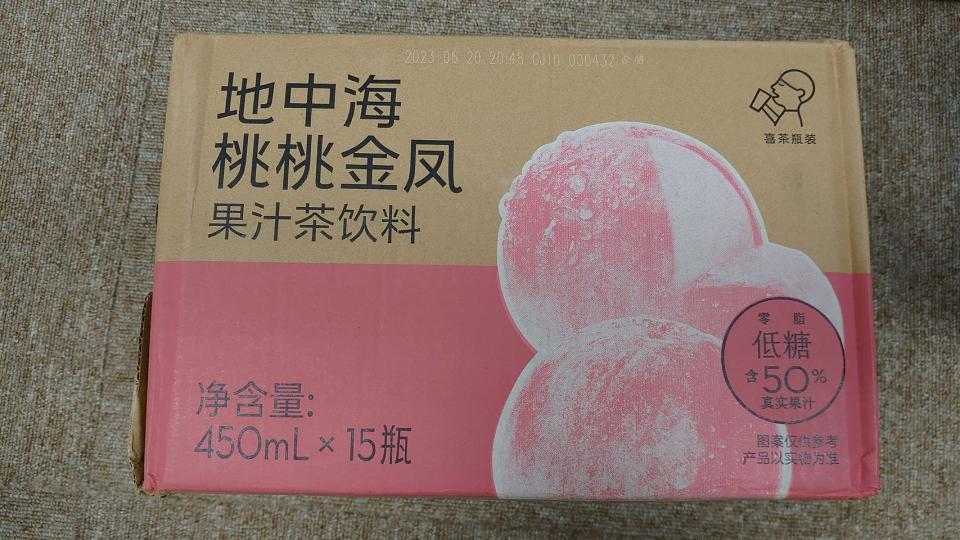 2023 06 20 20:48 GJ10 000432 合格
地中海
桃桃金凤
果汁茶饮料
喜茶瓶装
净含量:
450mL × 15瓶
零 脂
低糖
含50%
真实果汁
图案仅供参考
产品以实物为准